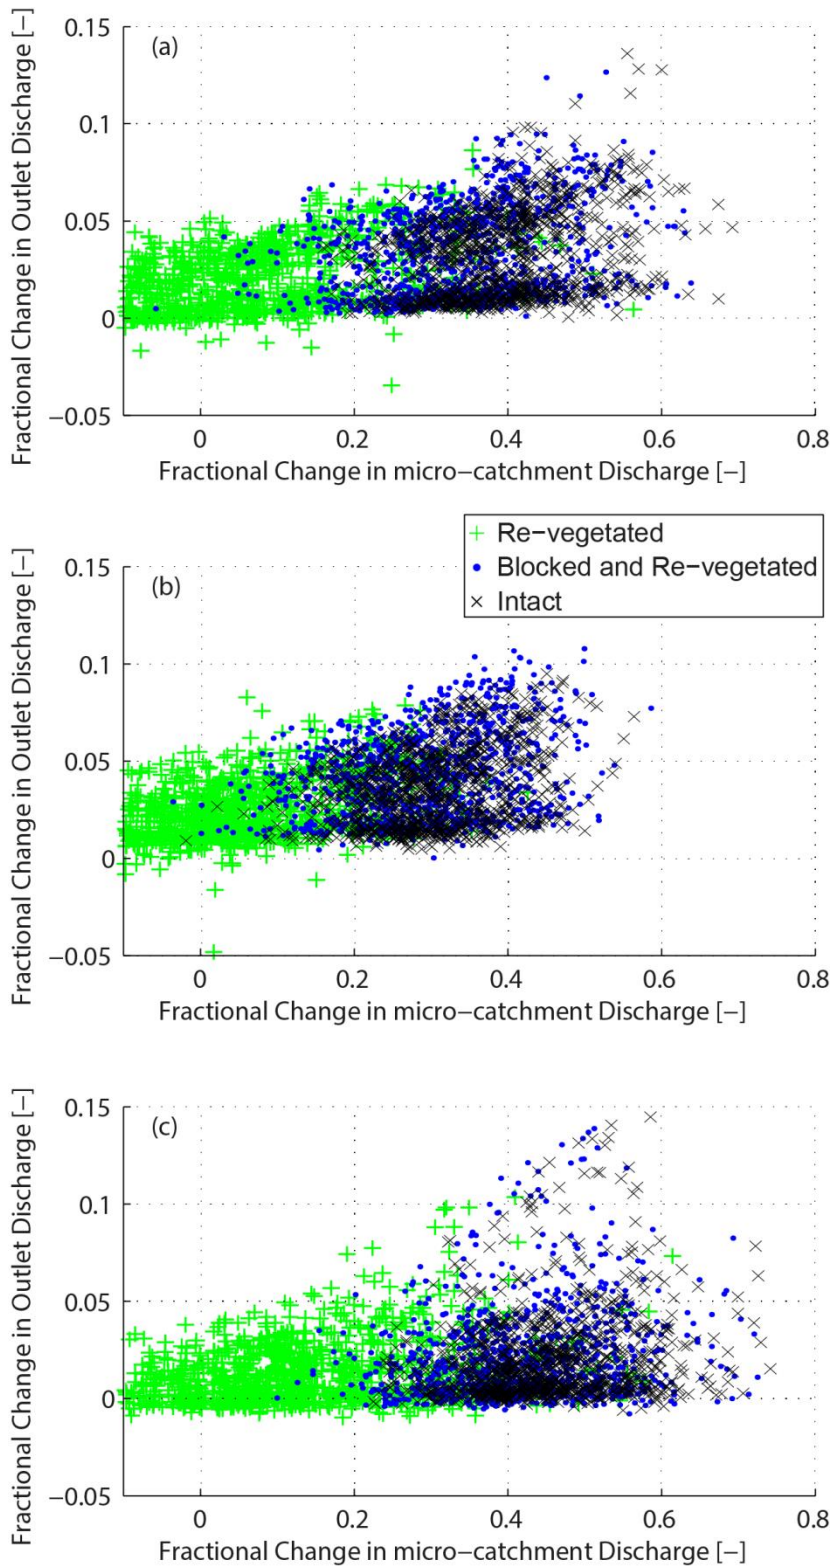 (a)
0.15
0.1
0.05
0
−0.05
Fractional Change in Outlet Discharge [−]
0 0.2 0.4 0.6 0.8
Fractional Change in micro−catchment Discharge [−]
Re−vegetated
Blocked and Re−vegetated
Intact
(b)
0.15
0.1
0.05
0
−0.05
Fractional Change in Outlet Discharge [−]
0 0.2 0.4 0.6 0.8
Fractional Change in micro−catchment Discharge [−]
(c)
0.15
0.1
0.05
0
−0.05
Fractional Change in Outlet Discharge [−]
0 0.2 0.4 0.6 0.8
Fractional Change in micro−catchment Discharge [−]